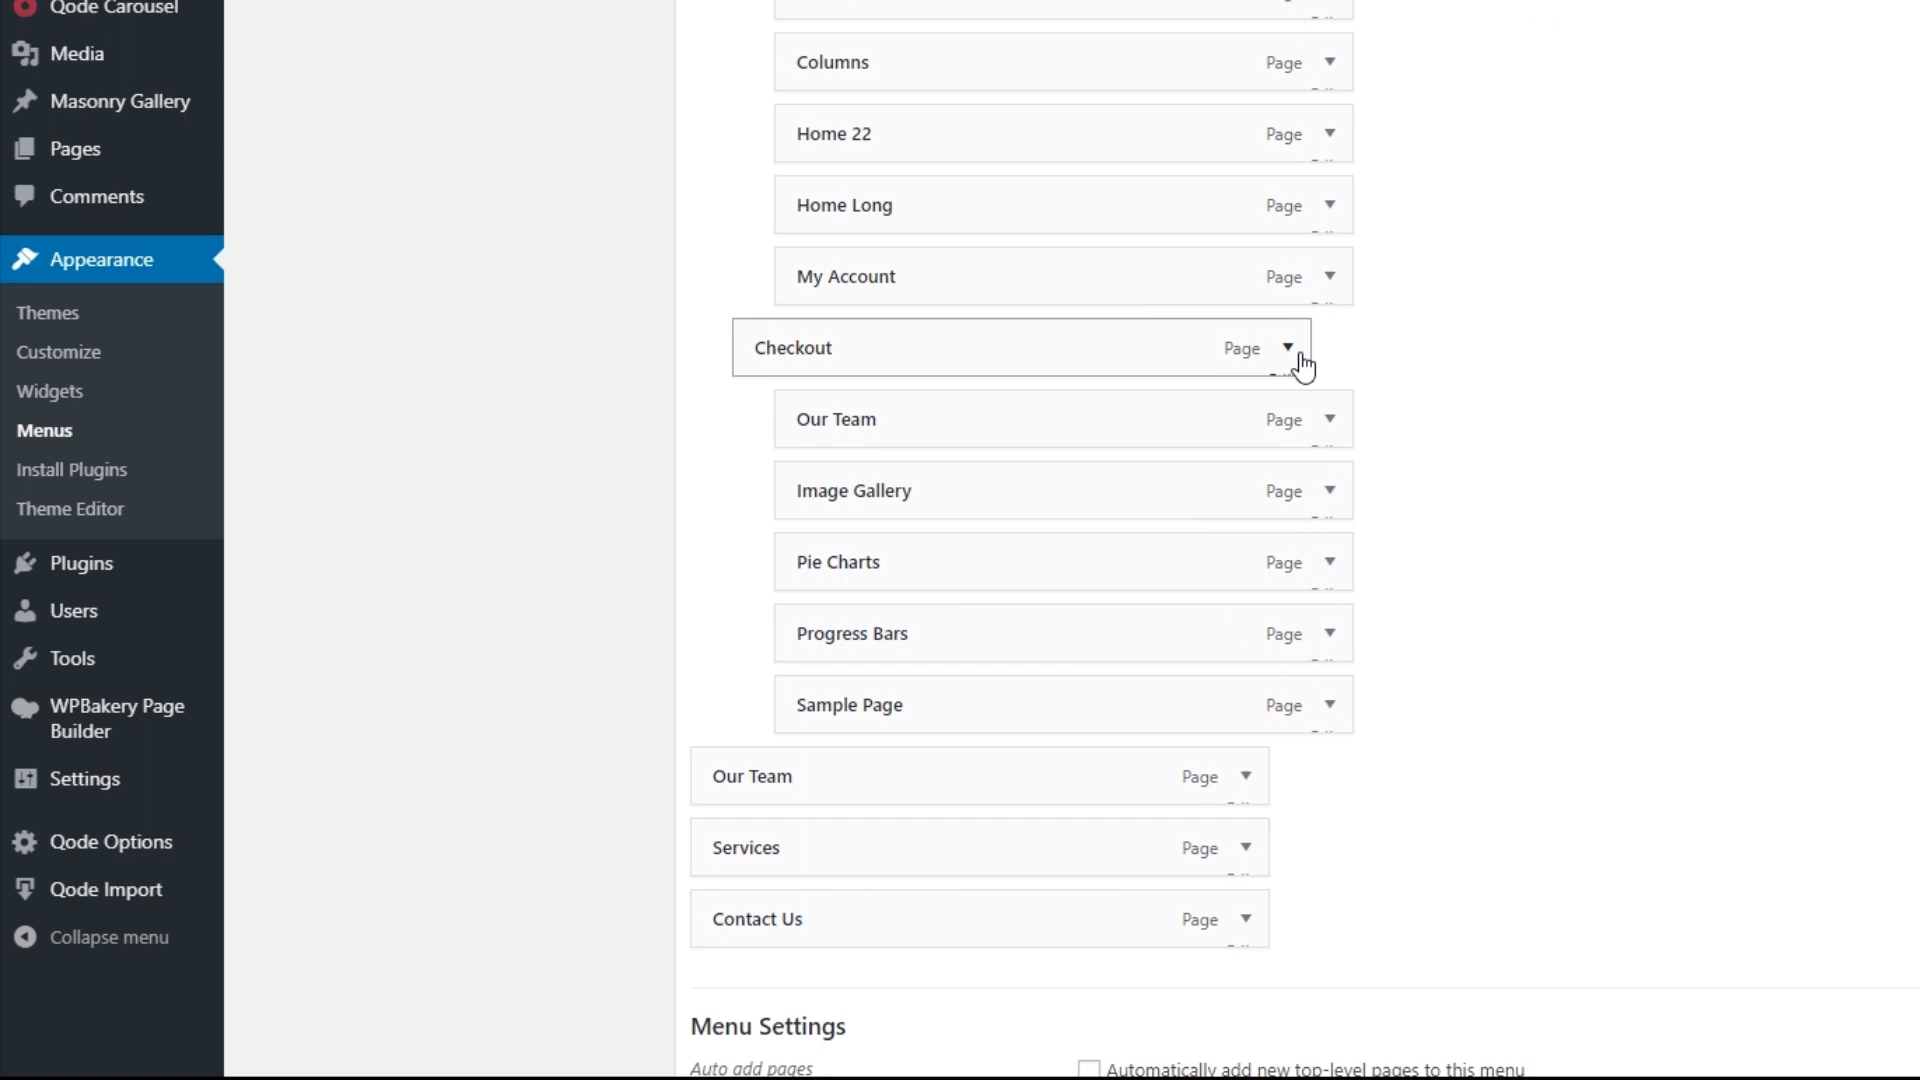 Qode Carousel
Media
Masonry Gallery
Pages
Comments
Appearance
Themes
Customize
Widgets
Menus
Install Plugins
Theme Editor
Plugins
Users
Tools
WPBakery Page
Builder
Settings
Qode Options
Qode Import
Collapse menu
Columns Page
Home 22 Page
Home Long Page
My Account Page
Checkout Page
Our Team Page
Image Gallery Page
Pie Charts Page
Progress Bars Page
Sample Page Page
Our Team Page
Services Page
Contact Us Page
Menu Settings
Auto add pages Automatically add new top-level pages to this menu